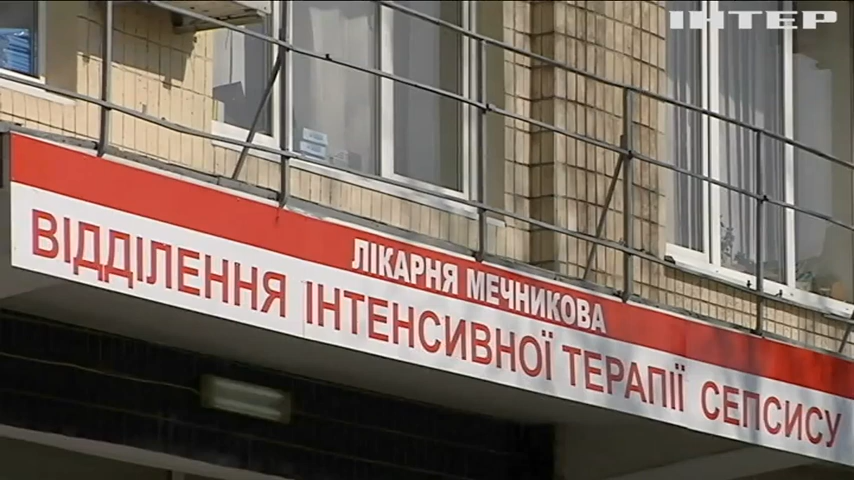 ІНТЕР
ЛІКАРНЯ МЕЧНИКОВА
ВІДДІЛЕННЯ ІНТЕНСИВНОЇ ТЕРАПІЇ СЕПСИСУ